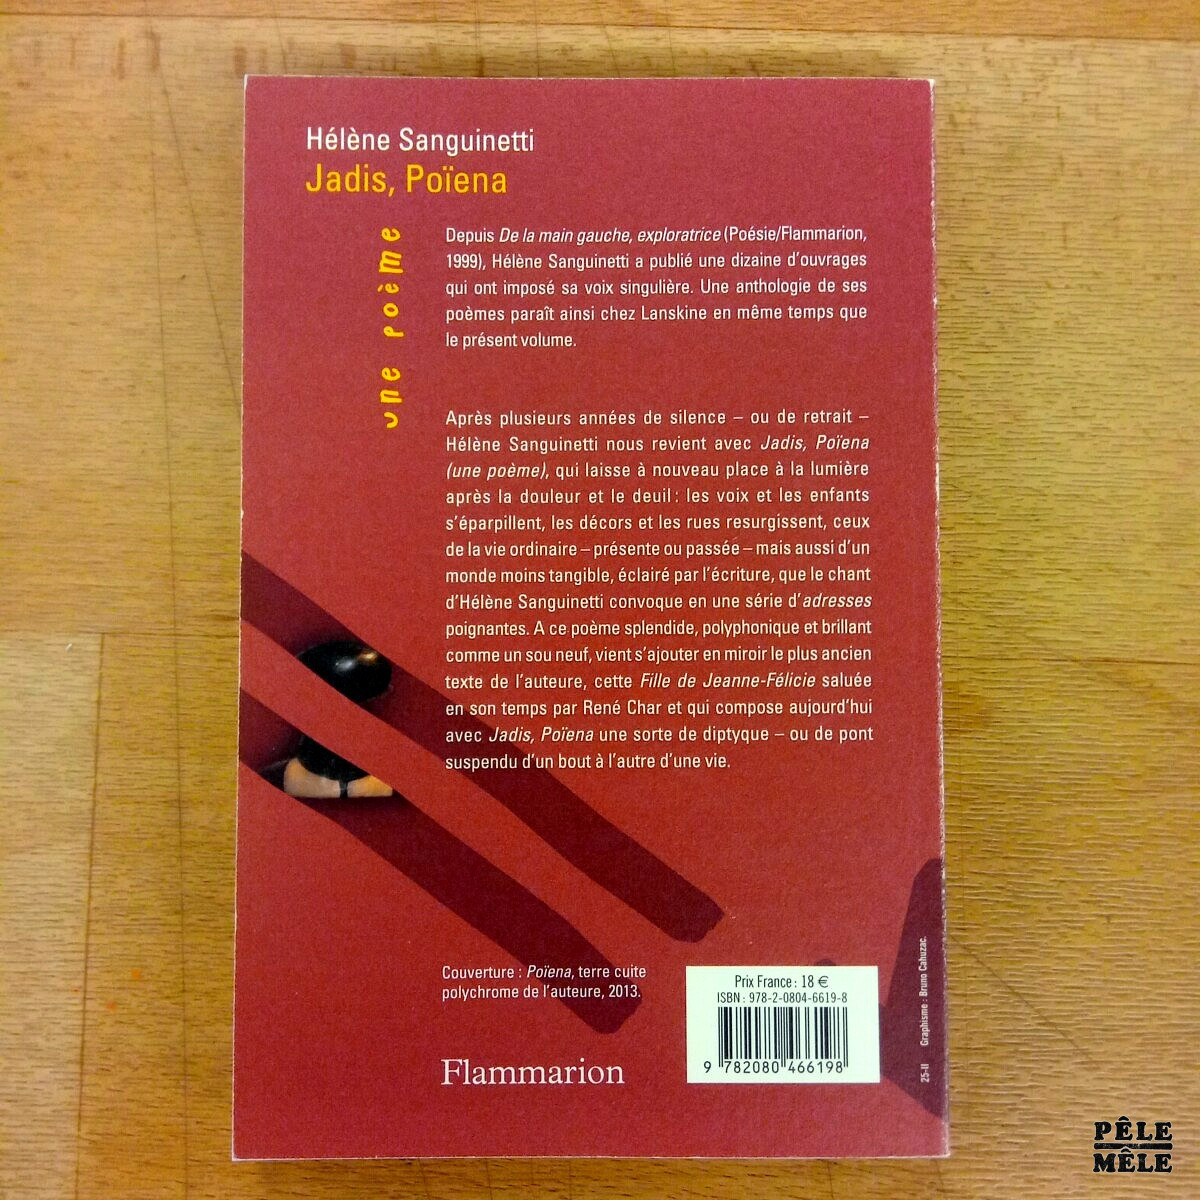 Hélène Sanguinetti
Jadis, Poïena
une poème
Depuis De la main gauche, exploratrice (Poésie/Flammarion,
1999), Hélène Sanguinetti a publié une dizaine d'ouvrages
qui ont imposé sa voix singulière. Une anthologie de ses
poèmes paraît ainsi chez Lanskine en même temps que
le présent volume.
Après plusieurs années de silence – ou de retrait –
Hélène Sanguinetti nous revient avec Jadis, Poïena
(une poème), qui laisse à nouveau place à la lumière
après la douleur et le deuil : les voix et les enfants
s'éparpillent, les décors et les rues resurgissent, ceux
de la vie ordinaire – présente ou passée – mais aussi d'un
monde moins tangible, éclairé par l'écriture, que le chant
d'Hélène Sanguinetti convoque en une série d'adresses
poignantes. A ce poème splendide, polyphonique et brillant
comme un sou neuf, vient s'ajouter en miroir le plus ancien
texte de l'auteure, cette Fille de Jeanne-Félicie saluée
en son temps par René Char et qui compose aujourd'hui
avec Jadis, Poïena une sorte de diptyque – ou de pont
suspendu d'un bout à l'autre d'une vie.
Couverture : Poïena, terre cuite
polychrome de l'auteure, 2013.
Flammarion
Prix France : 18 €
ISBN : 978-2-0804-6619-8
9 782080 466198
25-II Graphisme : Bruno Cahuzac.
PÊLE
MÊLE